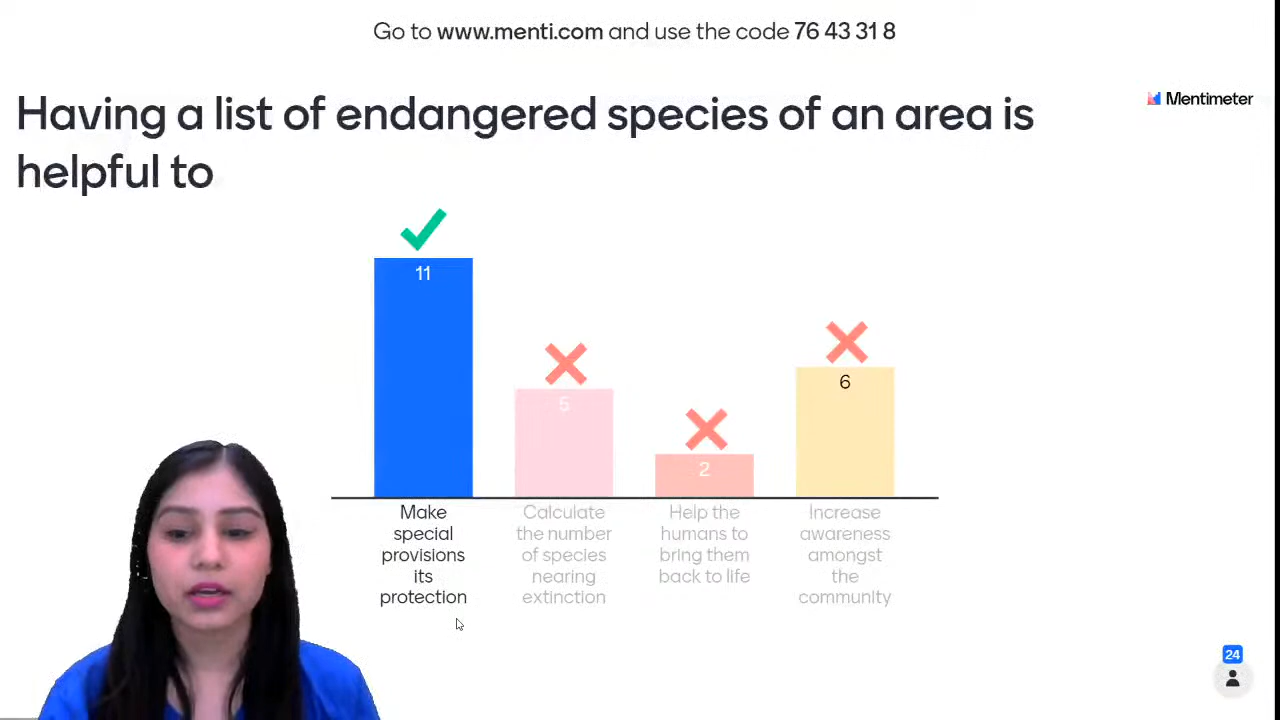 Go to www.menti.com and use the code 76 43 31 8
Having a list of endangered species of an area is
helpful to
Mentimeter
11
5
2
6
Make
special
provisions
its
protection
Calculate
the number
of species
nearing
extinction
Help the
humans to
bring them
back to life
Increase
awareness
amongst
the
community
24